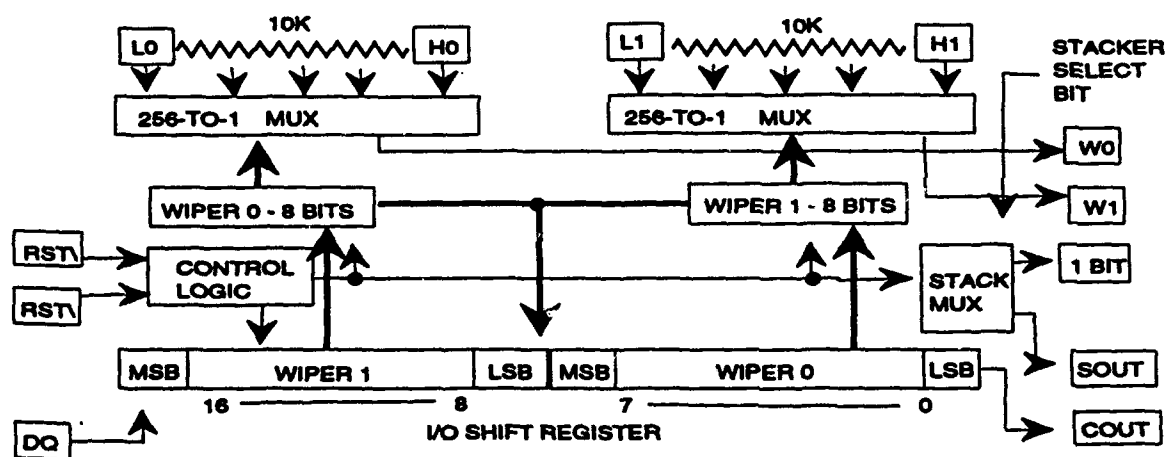 10K 10K
L0 H0 L1 H1
STACKER
SELECT
BIT
256-TO-1 MUX 256-TO-1 MUX
W0
WIPER 0 - 8 BITS WIPER 1 - 8 BITS
W1
RST\
CONTROL
LOGIC
1 BIT
STACK
MUX
RST\
MSB WIPER 1 LSB MSB WIPER 0 LSB
SOUT
16 8 7 0
I/O SHIFT REGISTER
COUT
DQ